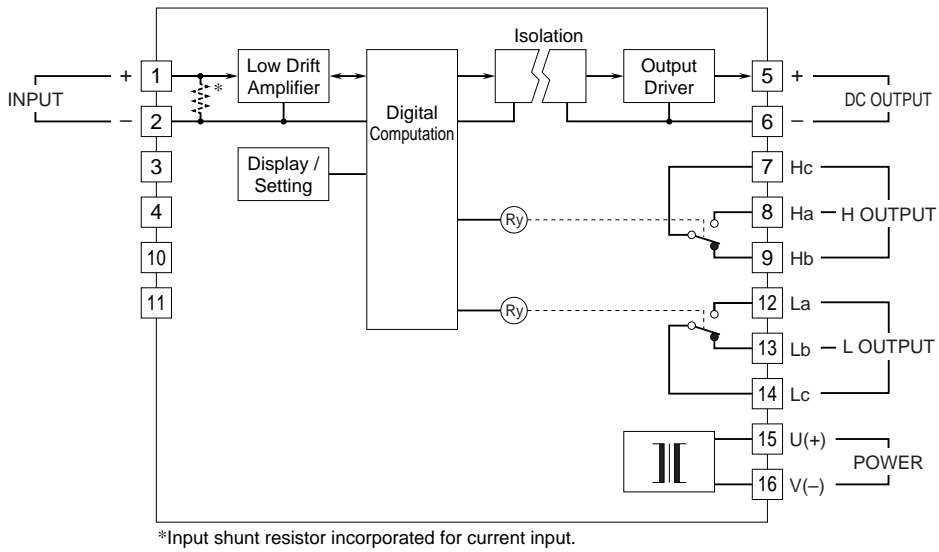 Isolation
1
+
INPUT
–
2
*
Low Drift
Amplifier
Digital
Computation
Output
Driver
5
+
DC OUTPUT
6
–
3
4
10
11
Display /
Setting
Ry
7 Hc
8 Ha
H OUTPUT
9 Hb
Ry
12 La
13 Lb
L OUTPUT
14 Lc
15 U(+)
POWER
16 V(–)
*Input shunt resistor incorporated for current input.